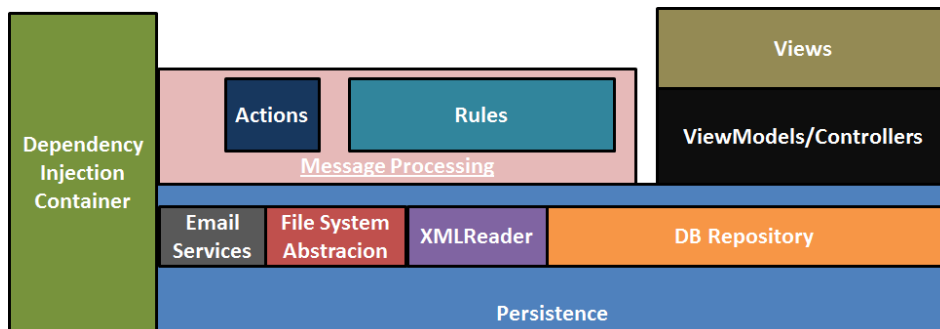 Dependency
Injection
Container
Actions
Rules
Message Processing
Views
ViewModels/Controllers
Email
Services
File System
Abstracion
XMLReader
DB Repository
Persistence